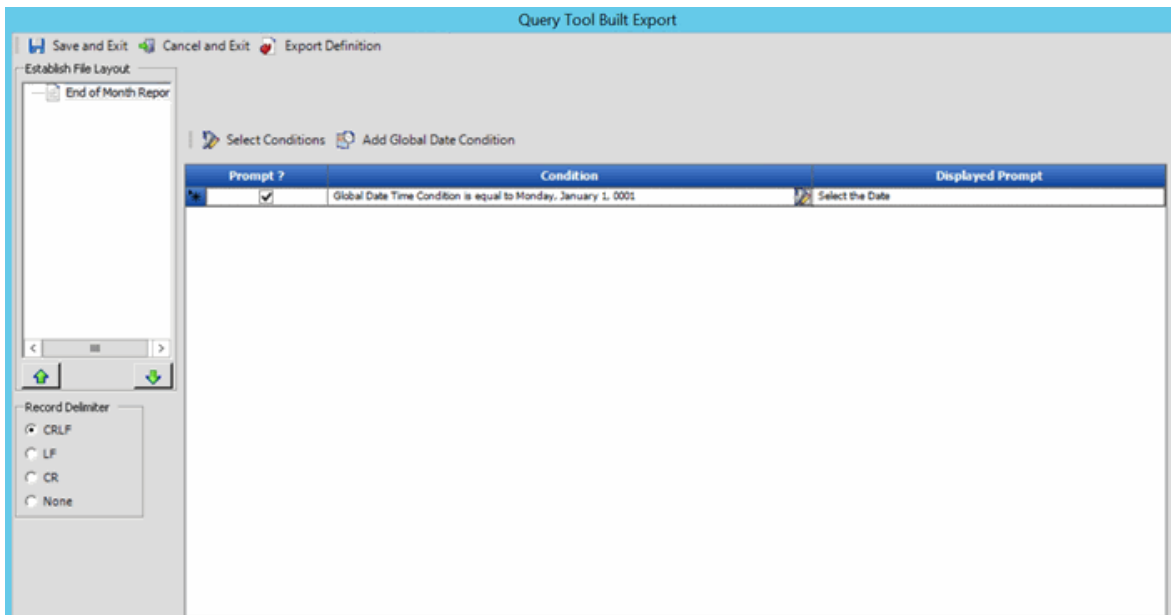 Query Tool Built Export
Save and Exit Cancel and Exit Export Definition
Establish File Layout
End of Month Repor
Select Conditions Add Global Date Condition
Prompt ? Condition Displayed Prompt
Global Date Time Condition is equal to Monday, January 1, 0001 Select the Date
Record Delimiter
CRLF
LF
CR
None